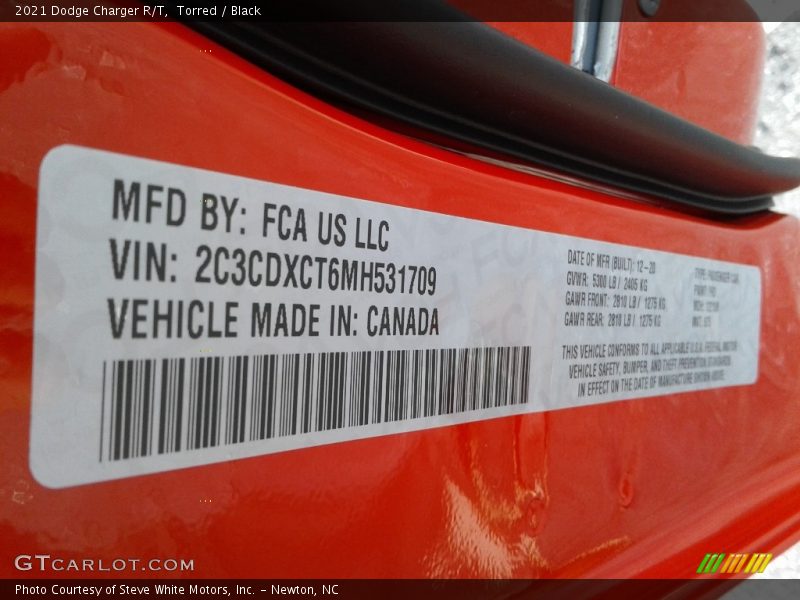 2021 Dodge Charger R/T, Torred / Black
MFD BY: FCA US LLC
VIN: 2C3CDXCT6MH531709
VEHICLE MADE IN: CANADA
DATE OF MFR (BUILT): 12-20
GVWR: 5300 LB / 2405 KG
GAWR FRONT: 2810 LB / 1275 KG
GAWR REAR: 2810 LB / 1275 KG
TYPE: PASSENGER CAR
THIS VEHICLE CONFORMS TO ALL APPLICABLE U.S.A. FEDERAL MOTOR
VEHICLE SAFETY, BUMPER, AND THEFT PREVENTION STANDARDS
IN EFFECT ON THE DATE OF MANUFACTURE SHOWN ABOVE.
GTCARLOT.COM
Photo Courtesy of Steve White Motors, Inc. - Newton, NC